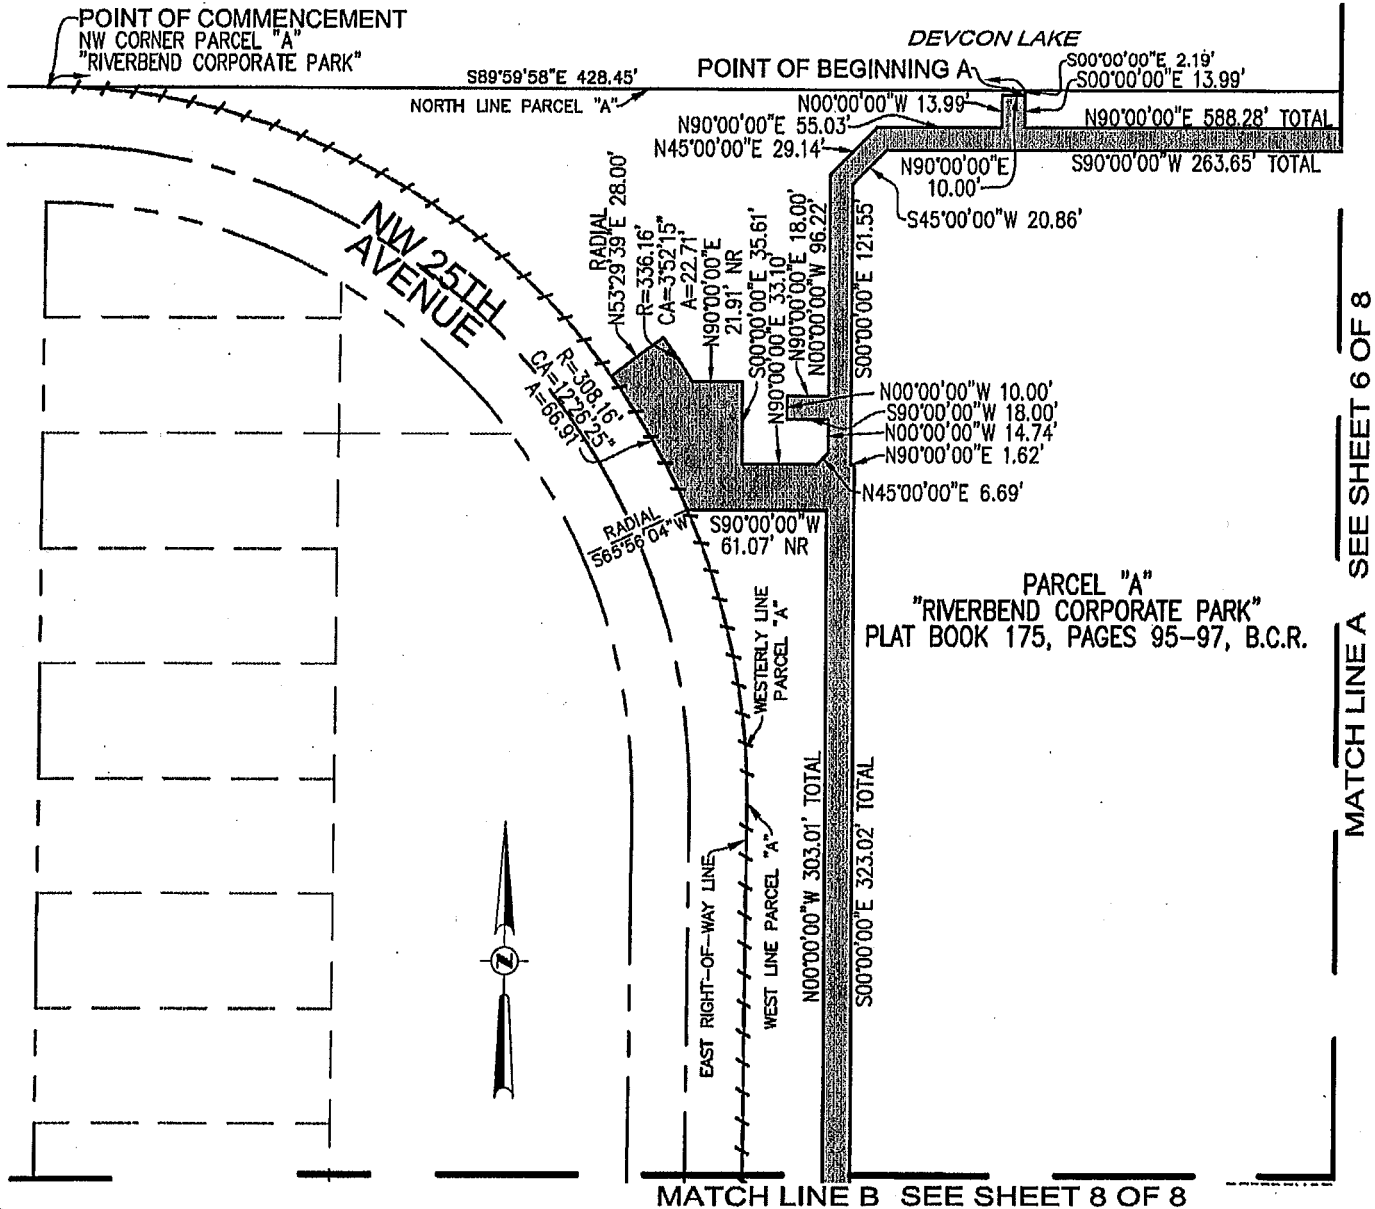 POINT OF COMMENCEMENT
NW CORNER PARCEL "A"
"RIVERBEND CORPORATE PARK"
DEVCON LAKE
S89°59'58"E 428.45'
POINT OF BEGINNING A
S00°00'00"E 2.19'
S00°00'00"E 13.99'
NORTH LINE PARCEL "A"
N00°00'00"W 13.99'
N90°00'00"E 588.28' TOTAL
N90°00'00"E 55.03'
N45°00'00"E 29.14'
N90°00'00"E
10.00'
S90°00'00"W 263.65' TOTAL
S45°00'00"W 20.86'
NW 25TH
AVENUE
RADIAL
N53°29'39"E 28.00'
R=336.16'
CA=3°52'15"
A=22.71'
N90°00'00"E
21.91' NR
S00°00'00"E 35.61'
N90°00'00"E 33.10'
N90°00'00"E 18.00'
N00°00'00"W 96.22'
S00°00'00"E 121.55'
R=308.16'
CA=12°26'25"
A=66.91'
N00°00'00"W 10.00'
S90°00'00"W 18.00'
N00°00'00"W 14.74'
N90°00'00"E 1.62'
N45°00'00"E 6.69'
RADIAL
S65°56'04"W
S90°00'00"W
61.07' NR
PARCEL "A"
"RIVERBEND CORPORATE PARK"
PLAT BOOK 175, PAGES 95-97, B.C.R.
WESTERLY LINE
PARCEL "A"
EAST RIGHT-OF-WAY LINE
WEST LINE PARCEL "A"
N00°00'00"W 303.01' TOTAL
S00°00'00"E 323.02' TOTAL
Z
MATCH LINE A SEE SHEET 6 OF 8
MATCH LINE B SEE SHEET 8 OF 8